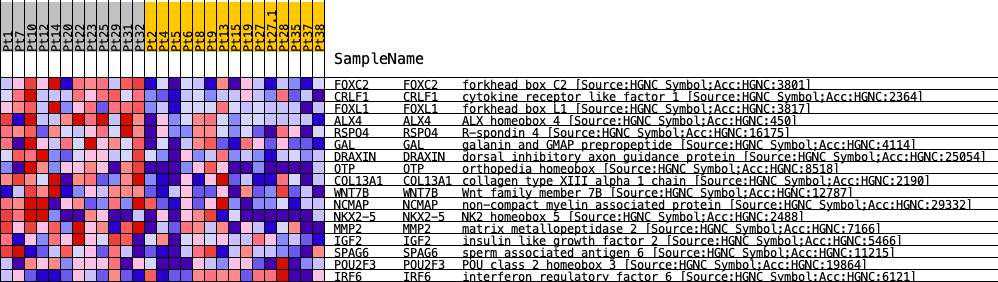 Pt1 Pt7 Pt10 Pt12 Pt14 Pt20 Pt22 Pt23 Pt25 Pt29 Pt31 Pt32 Pt2 Pt4 Pt5 Pt6 Pt8 Pt9 Pt13 Pt15 Pt19 Pt27 Pt27.1 Pt28 Pt35 Pt37 Pt38
SampleName
FOXC2 FOXC2 forkhead box C2 [Source:HGNC Symbol;Acc:HGNC:3801]
CRLF1 CRLF1 cytokine receptor like factor 1 [Source:HGNC Symbol;Acc:HGNC:2364]
FOXL1 FOXL1 forkhead box L1 [Source:HGNC Symbol;Acc:HGNC:3817]
ALX4 ALX4 ALX homeobox 4 [Source:HGNC Symbol;Acc:HGNC:450]
RSPO4 RSPO4 R-spondin 4 [Source:HGNC Symbol;Acc:HGNC:16175]
GAL GAL galanin and GMAP prepropeptide [Source:HGNC Symbol;Acc:HGNC:4114]
DRAXIN DRAXIN dorsal inhibitory axon guidance protein [Source:HGNC Symbol;Acc:HGNC:25054]
OTP OTP orthopedia homeobox [Source:HGNC Symbol;Acc:HGNC:8518]
COL13A1 COL13A1 collagen type XIII alpha 1 chain [Source:HGNC Symbol;Acc:HGNC:2190]
WNT7B WNT7B Wnt family member 7B [Source:HGNC Symbol;Acc:HGNC:12787]
NCMAP NCMAP non-compact myelin associated protein [Source:HGNC Symbol;Acc:HGNC:29332]
NKX2-5 NKX2-5 NK2 homeobox 5 [Source:HGNC Symbol;Acc:HGNC:2488]
MMP2 MMP2 matrix metallopeptidase 2 [Source:HGNC Symbol;Acc:HGNC:7166]
IGF2 IGF2 insulin like growth factor 2 [Source:HGNC Symbol;Acc:HGNC:5466]
SPAG6 SPAG6 sperm associated antigen 6 [Source:HGNC Symbol;Acc:HGNC:11215]
POU2F3 POU2F3 POU class 2 homeobox 3 [Source:HGNC Symbol;Acc:HGNC:19864]
IRF6 IRF6 interferon regulatory factor 6 [Source:HGNC Symbol;Acc:HGNC:6121]